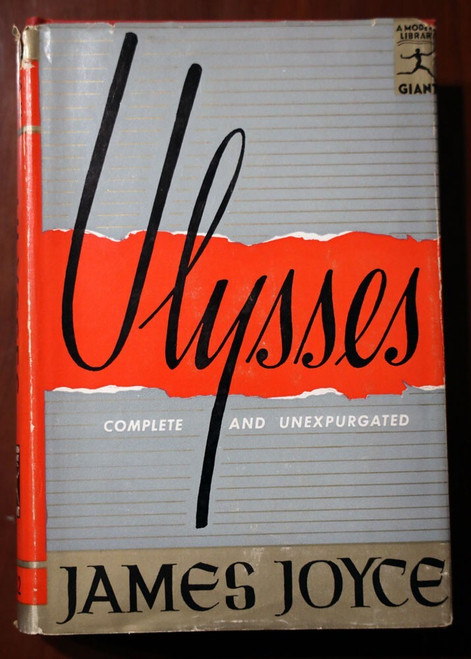 A MODERN
LIBRARY
GIANT
Ulysses
COMPLETE AND UNEXPURGATED
JAMES JOYCE